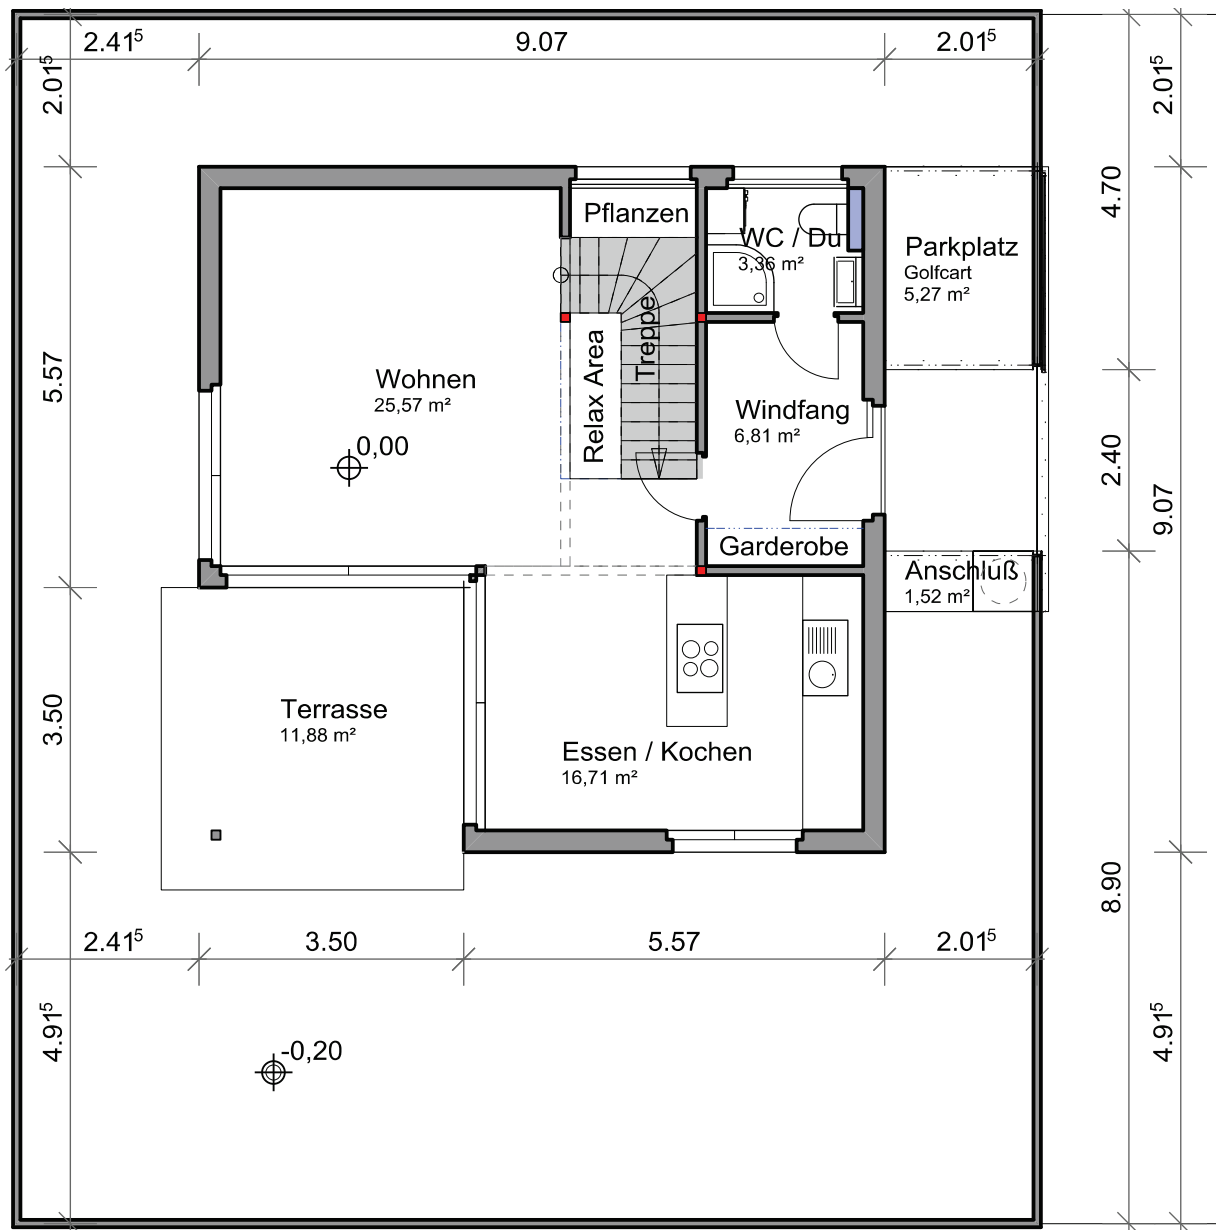 2.41⁵
9.07
2.01⁵
2.01⁵
2.01⁵
4.70
Pflanzen
WC / Du
3,36 m²
Parkplatz
Golfcart
5,27 m²
Treppe
Relax Area
5.57
Wohnen
25,57 m²
Windfang
6,81 m²
0,00
2.40
9.07
Garderobe
Anschluß
1,52 m²
3.50
Terrasse
11,88 m²
Essen / Kochen
16,71 m²
8.90
2.41⁵
3.50
5.57
2.01⁵
4.91⁵
-0,20
4.91⁵